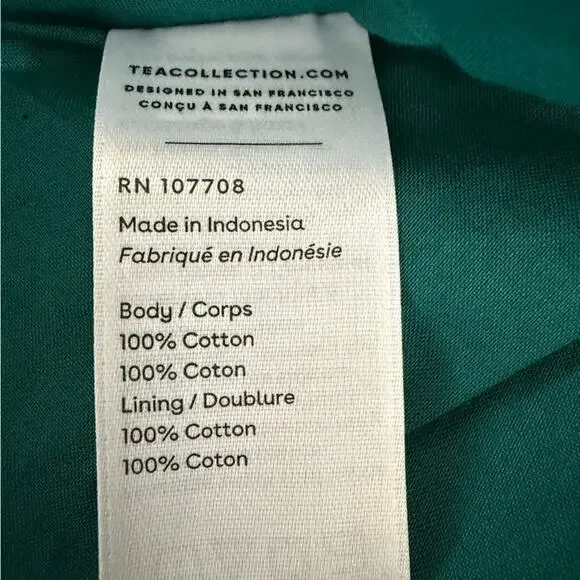 TEACOLLECTION.COM
DESIGNED IN SAN FRANCISCO
CONÇU À SAN FRANCISCO
RN 107708
Made in Indonesia
Fabriqué en Indonésie
Body / Corps
100% Cotton
100% Coton
Lining / Doublure
100% Cotton
100% Coton